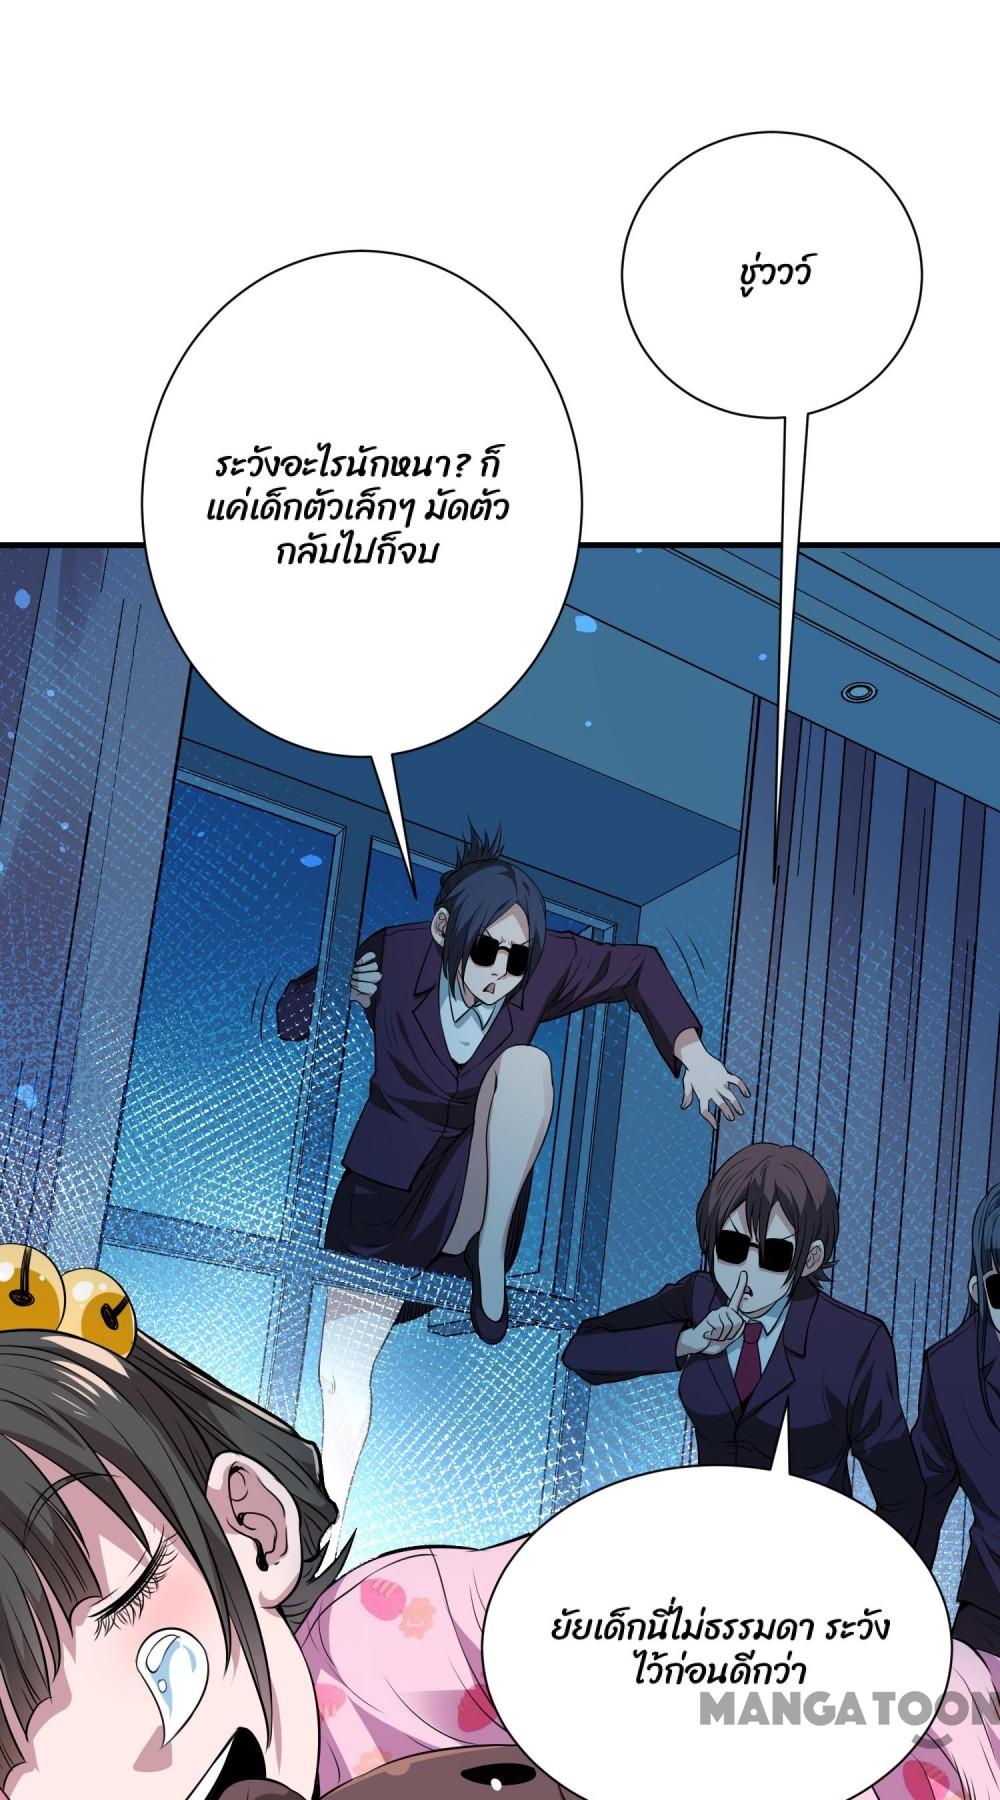 ชู่ววว์
ระวังอะไรนักหนา? ก็
แค่เด็กตัวเล็กๆ มัดตัว
กลับไปก็จบ
ยัยเด็กนี่ไม่ธรรมดา ระวัง
ไว้ก่อนดีกว่า
MANGATOON